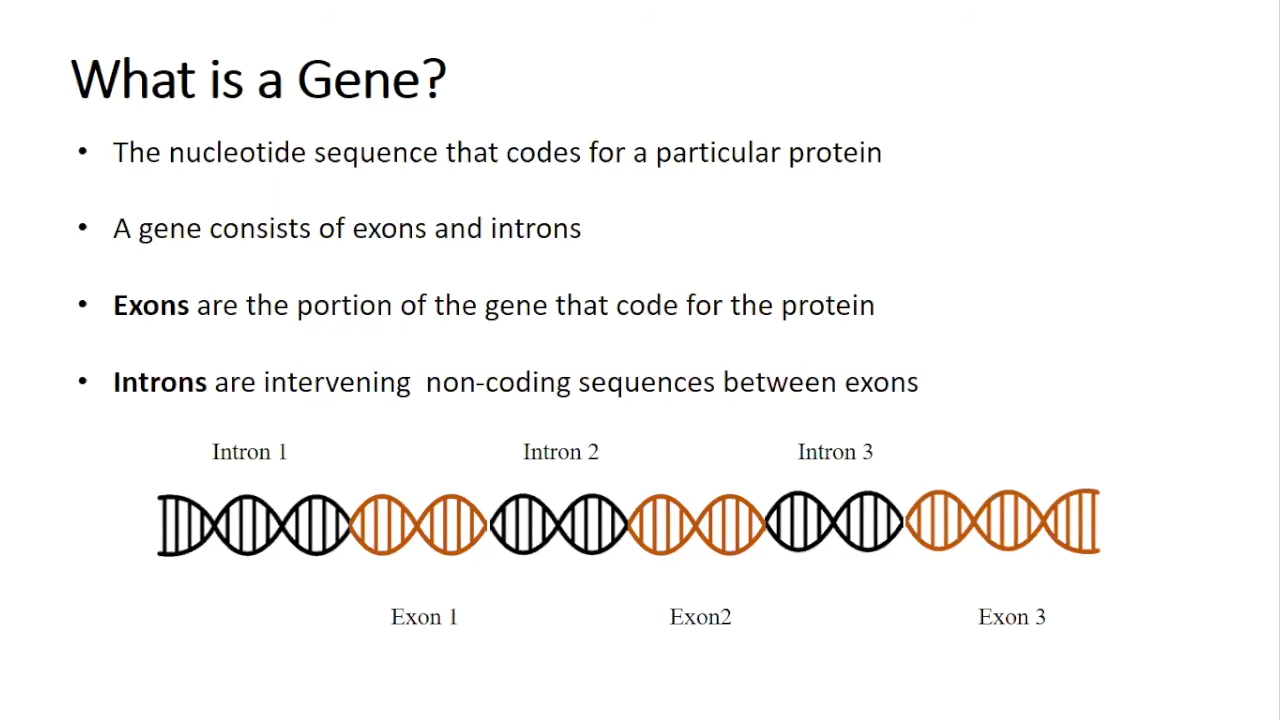 What is a Gene?
• The nucleotide sequence that codes for a particular protein
• A gene consists of exons and introns
• Exons are the portion of the gene that code for the protein
• Introns are intervening  non-coding sequences between exons
Intron 1 Intron 2 Intron 3
Exon 1 Exon2 Exon 3